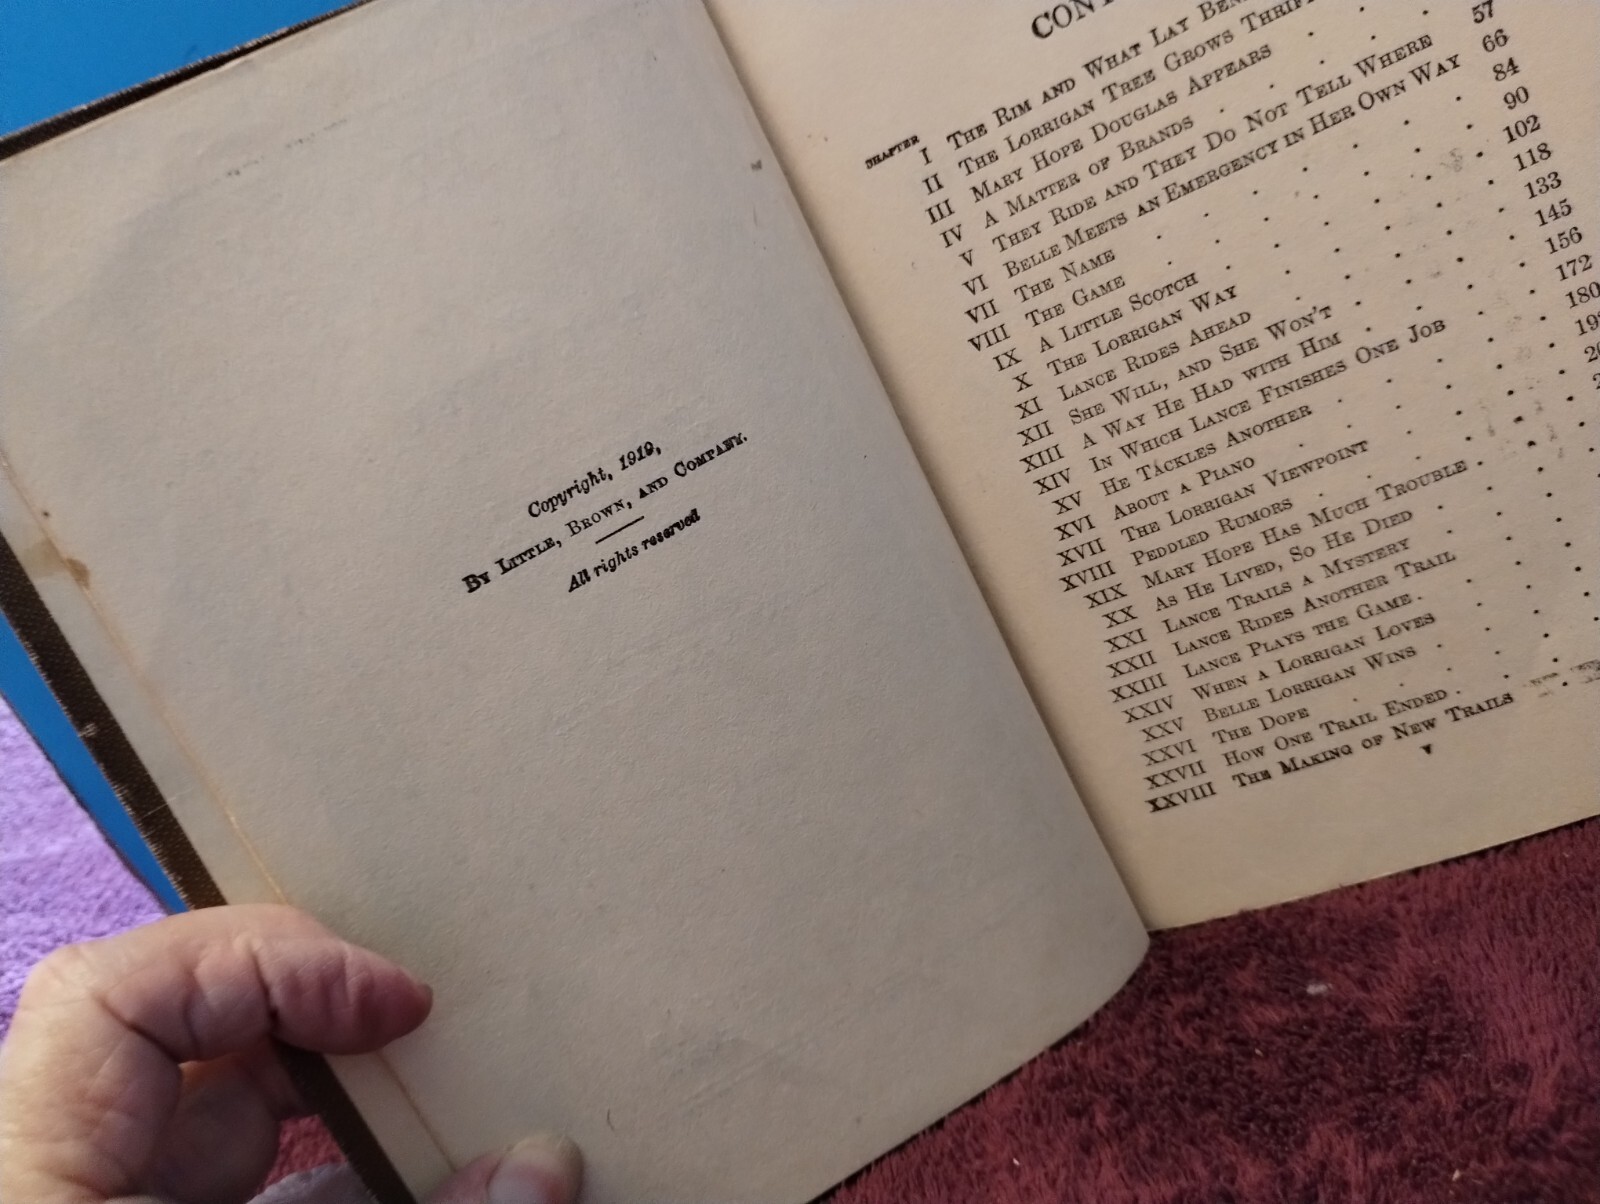 Copyright, 1919,
By Little, Brown, and Company.
All rights reserved
CHAPTER
I The Rim and What Lay
II The Lorrigan Tree Grows
III Mary Hope Douglas Appears
IV A Matter of Brands
V They Ride and They Do Not Tell Where 57
VI Belle Meets an Emergency in Her Own Way 66
VII The Name 84
VIII The Game 90
IX A Little Scotch 102
X The Lorrigan Way 118
XI Lance Rides Ahead 133
XII She Will, and She Won't 145
XIII A Way He Had with Him 156
XIV In Which Lance Finishes One Job 172
XV He Tackles Another 180
XVI About a Piano
XVII The Lorrigan Viewpoint
XVIII Peddled Rumors
XIX Mary Hope Has Much Trouble
XX As He Lived, So He Died
XXI Lance Trails a Mystery
XXII Lance Rides Another Trail
XXIII Lance Plays the Game
XXIV When a Lorrigan Loves
XXV Belle Lorrigan Wins
XXVI The Dope
XXVII How One Trail Ended
XXVIII The Making of New Trails
v